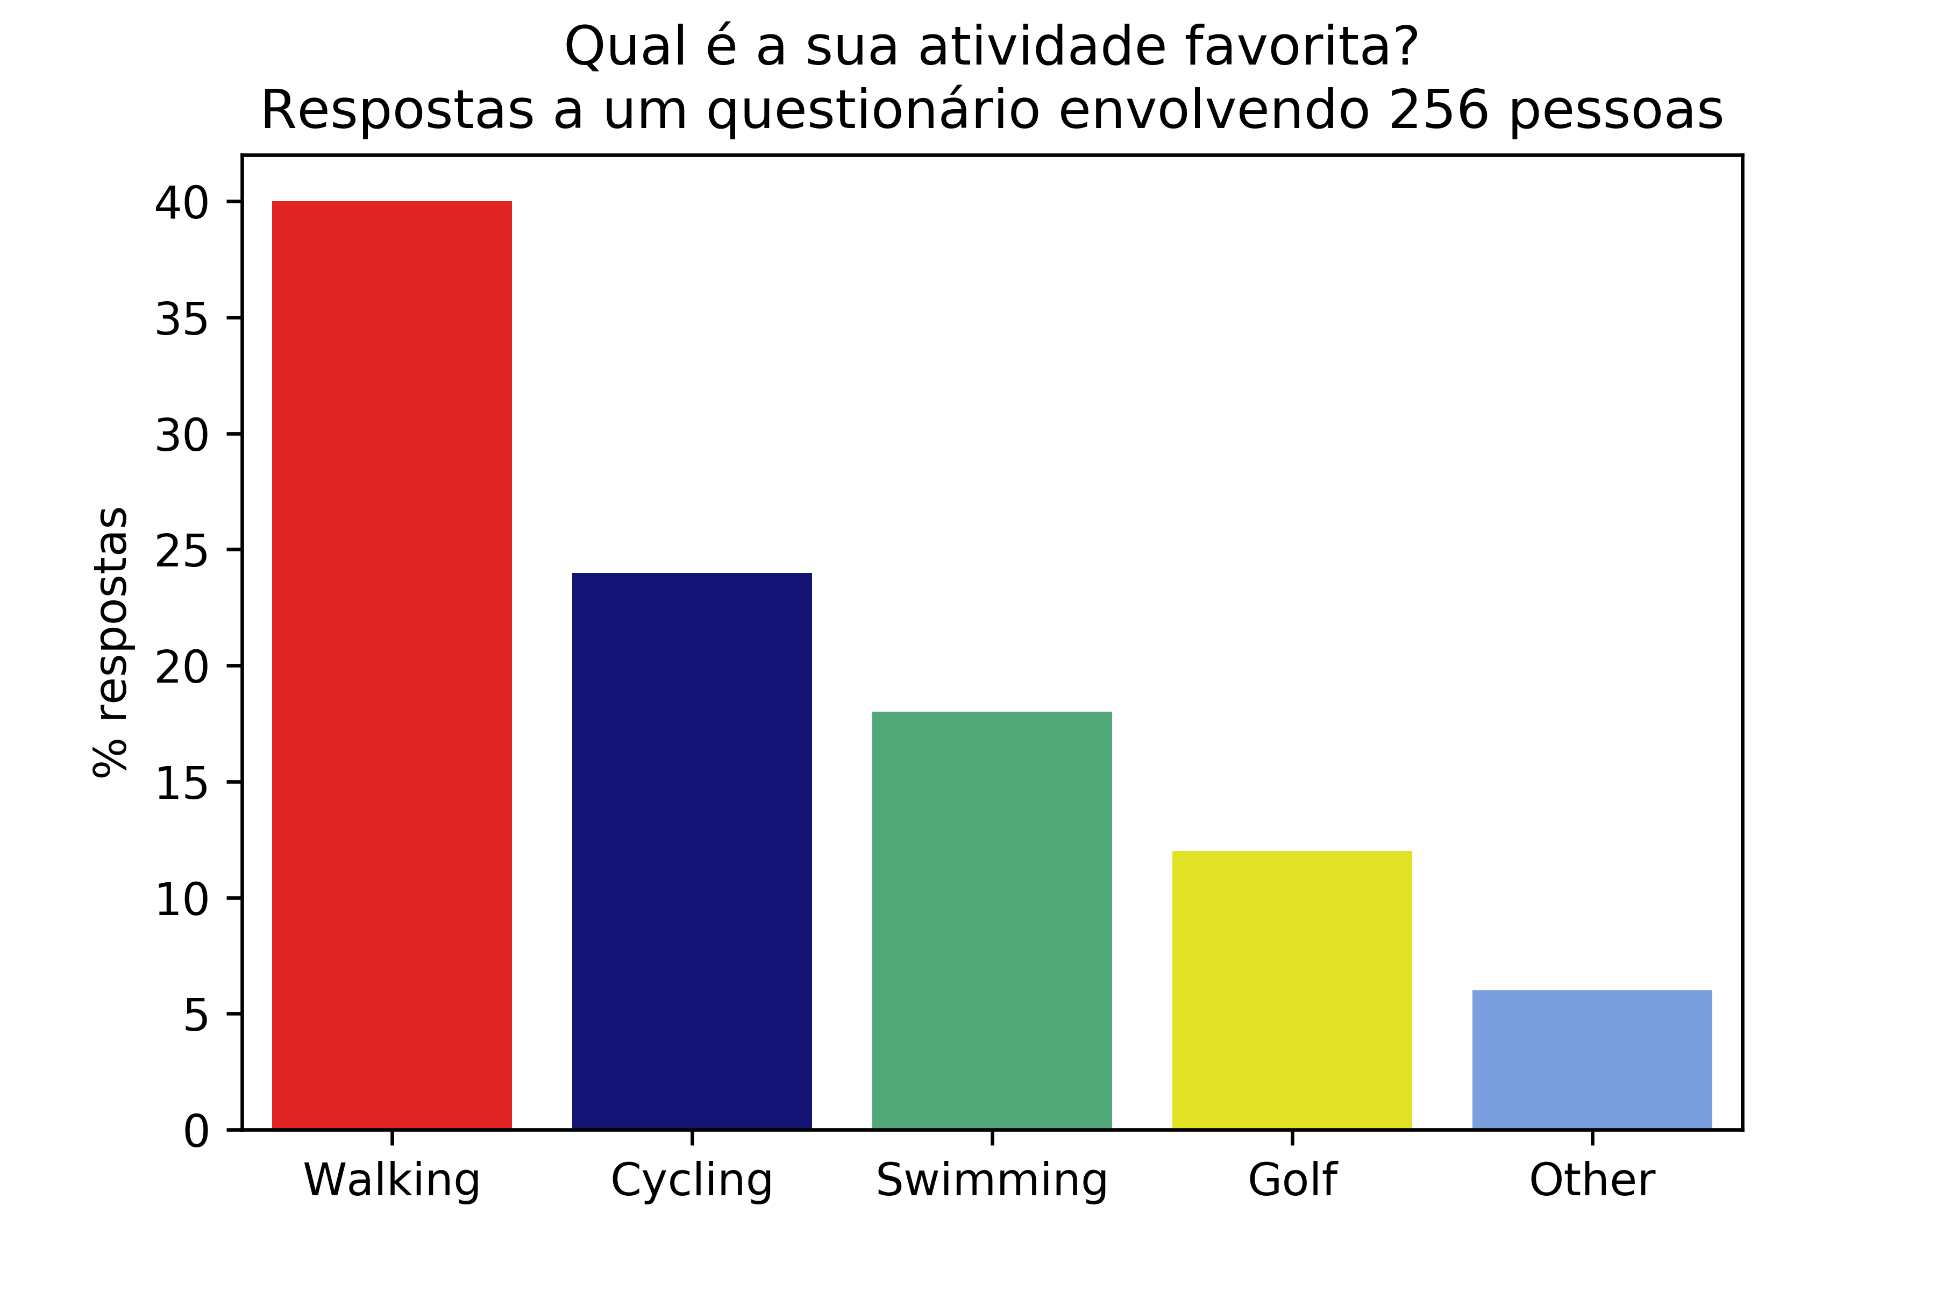 Qual é a sua atividade favorita?
Respostas a um questionário envolvendo 256 pessoas
% respostas
40
35
30
25
20
15
10
5
0
Walking Cycling Swimming Golf Other